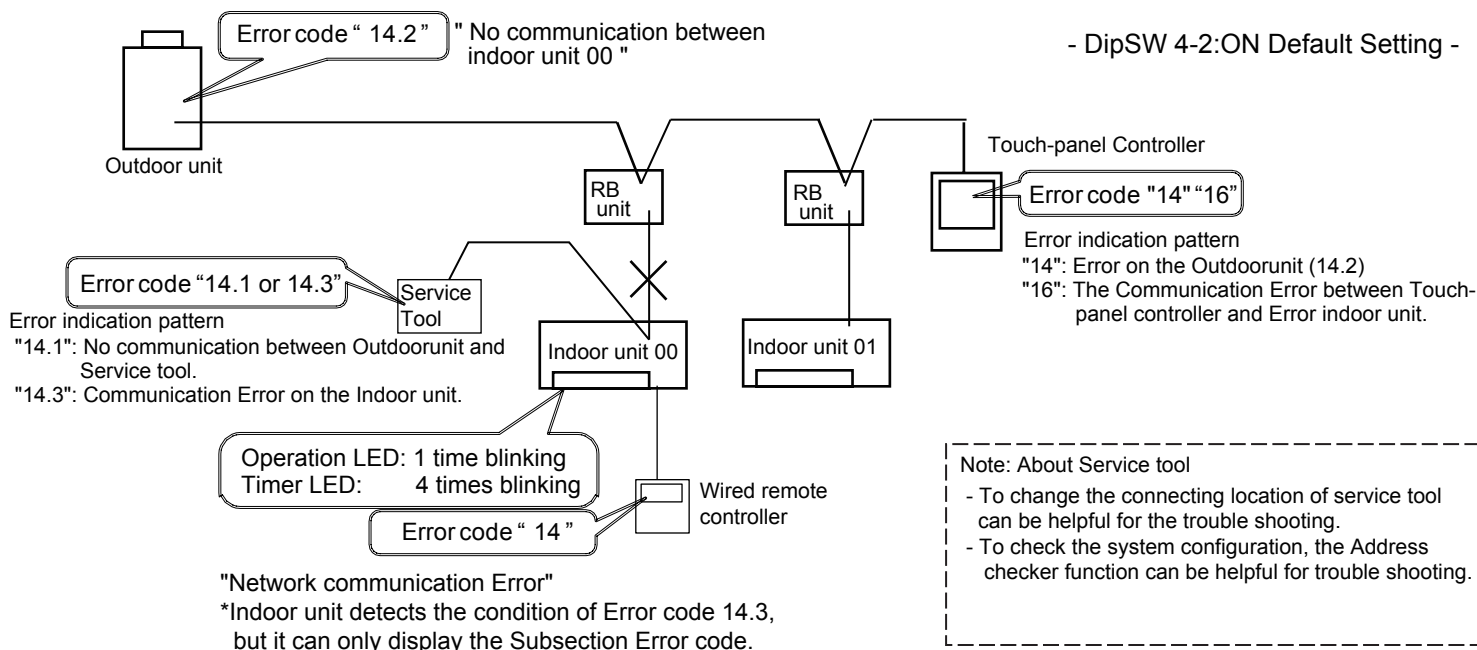 Error code " 14.2 "
" No communication between
indoor unit 00 "
- DipSW 4-2:ON Default Setting -
Outdoor unit
RB
unit
RB
unit
Touch-panel Controller
Error code "14" “16”
Error indication pattern
"14": Error on the Outdoorunit (14.2)
"16": The Communication Error between Touch-
panel controller and Error indoor unit.
Error code “14.1 or 14.3”
Service
Tool
Error indication pattern
"14.1": No communication between Outdoorunit and
Service tool.
"14.3": Communication Error on the Indoor unit.
Indoor unit 00
Indoor unit 01
Operation LED: 1 time blinking
Timer LED: 4 times blinking
Wired remote
controller
Error code “ 14 ”
"Network communication Error"
*Indoor unit detects the condition of Error code 14.3,
but it can only display the Subsection Error code.
Note: About Service tool
- To change the connecting location of service tool
can be helpful for the trouble shooting.
- To check the system configuration, the Address
checker function can be helpful for trouble shooting.